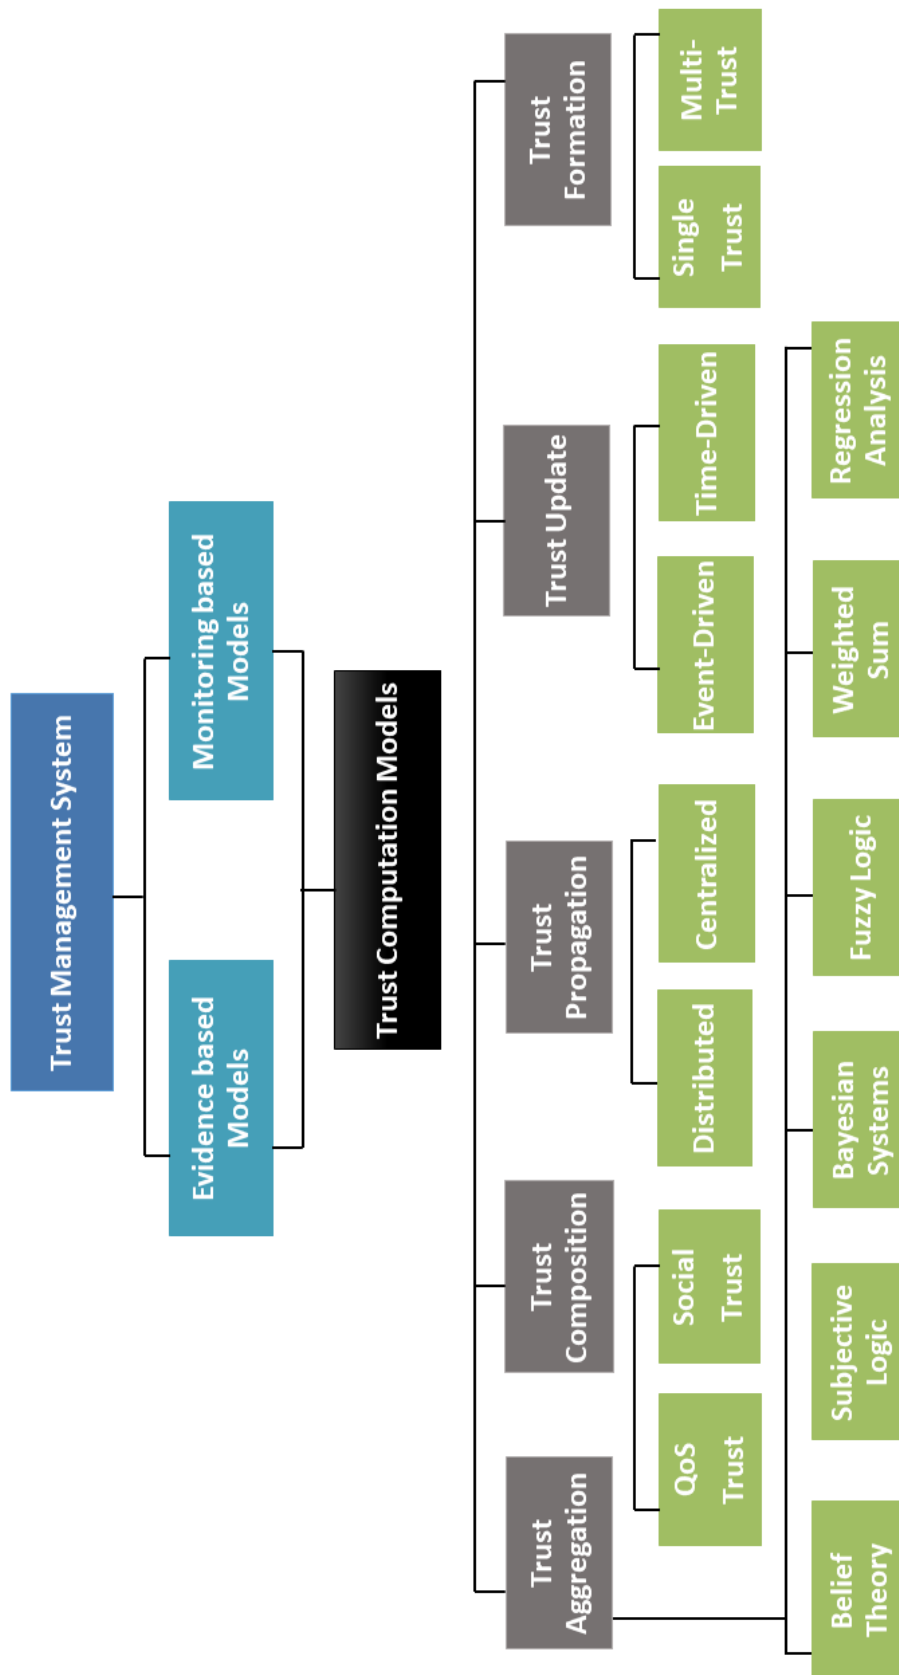 Trust Management System
Evidence based
Models
Monitoring based
Models
Trust Computation Models
Trust
Aggregation
Trust
Composition
Trust
Propagation
Trust Update
Trust
Formation
QoS
Trust
Social
Trust
Distributed
Centralized
Event-Driven
Time-Driven
Single
Trust
Multi-
Trust
Belief
Theory
Subjective
Logic
Bayesian
Systems
Fuzzy Logic
Weighted
Sum
Regression
Analysis